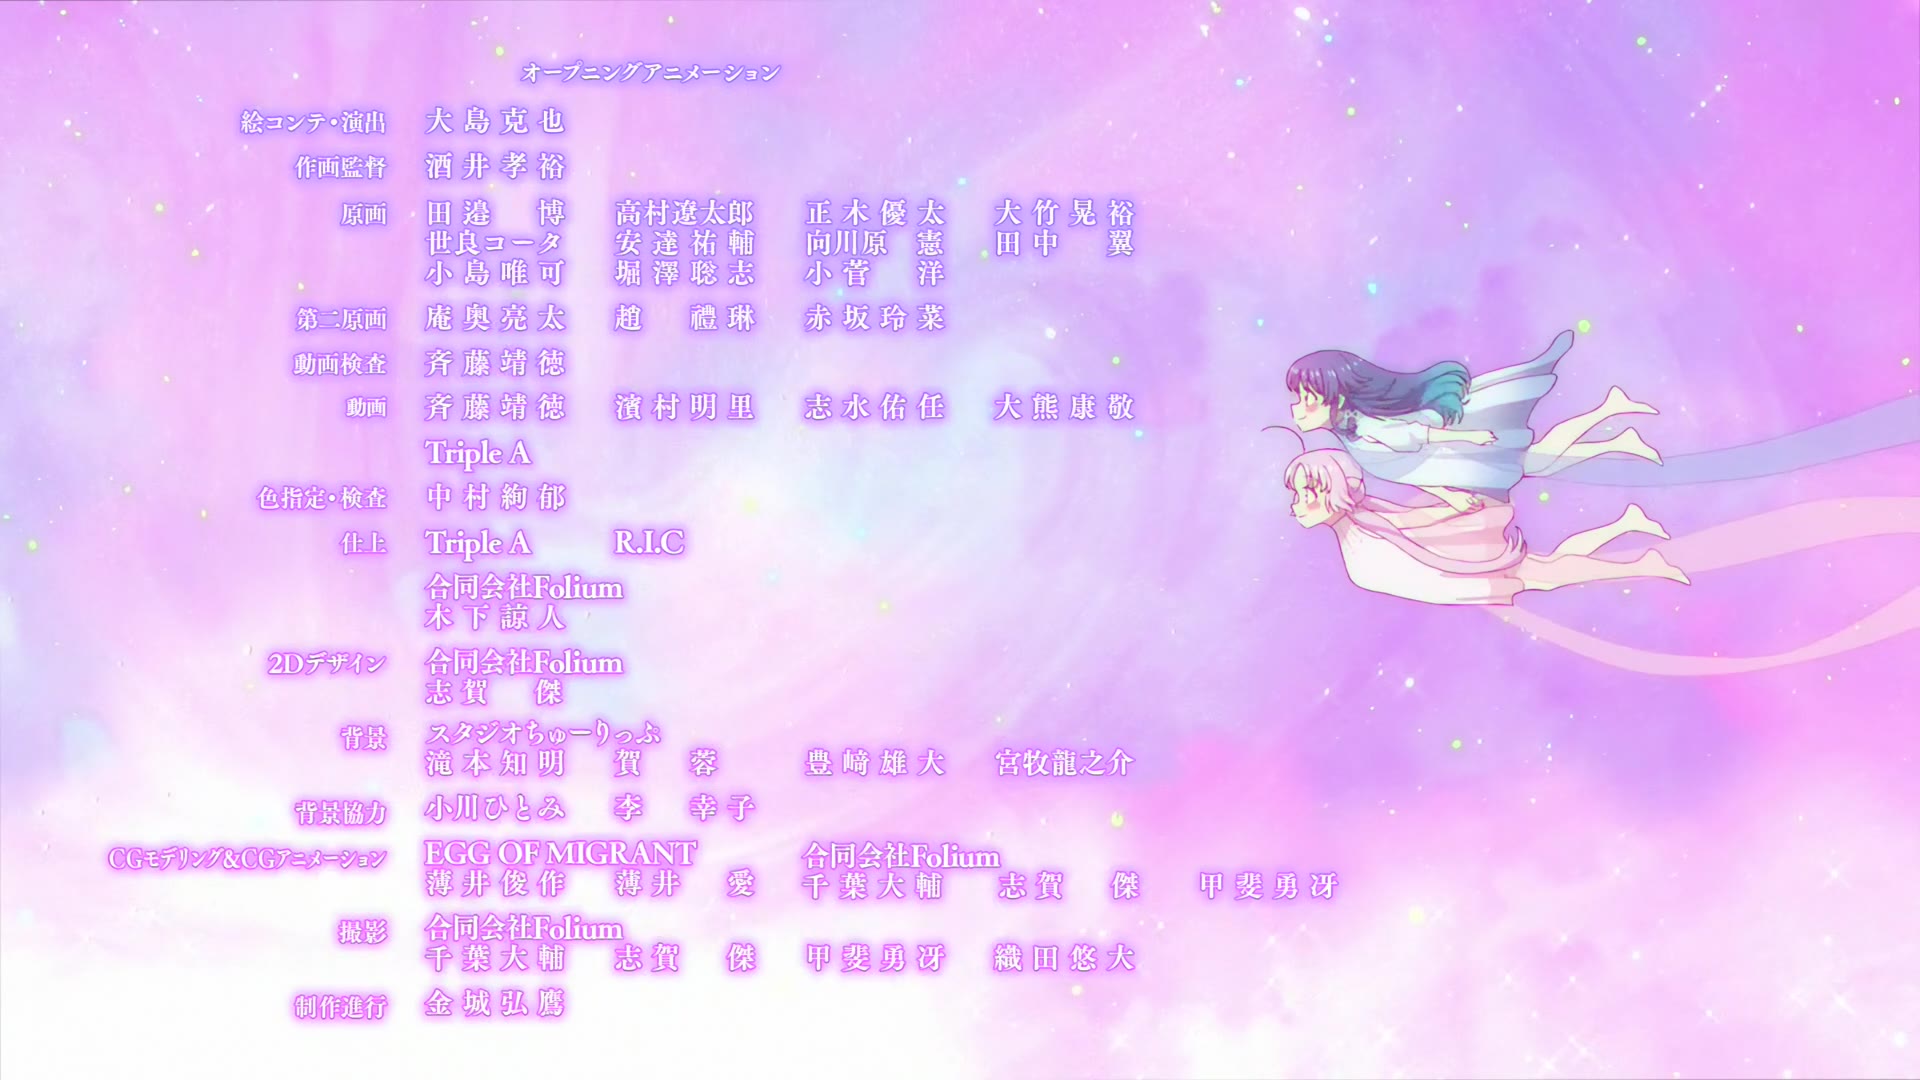 オープニングアニメーション
絵コンテ・演出 大島克也
作画監督 酒井孝裕
原画 田邉 博 高村遼太郎 正木優太 大竹晃裕
世良コータ 安達祐輔 向川原 憲 田中 翼
小島唯可 堀澤聡志 小菅 洋
第二原画 庵奥亮太 趙 禮琳 赤坂玲菜
動画検査 斉藤靖徳
動画 斉藤靖徳 濱村明里 志水佑任 大熊康敬
Triple A
色指定・検査 中村絢郁
仕上 Triple A R.I.C
合同会社Folium
木下諒人
2Dデザイン 合同会社Folium
志賀 傑
背景 スタジオちゅーりっぷ
滝本知明 賀 蓉 豊﨑雄大 宮牧龍之介
背景協力 小川ひとみ 李 幸子
CGモデリング&CGアニメーション EGG OF MIGRANT 合同会社Folium
薄井俊作 薄井 愛 千葉大輔 志賀 傑 甲斐勇冴
撮影 合同会社Folium
千葉大輔 志賀 傑 甲斐勇冴 織田悠大
制作進行 金城弘鷹